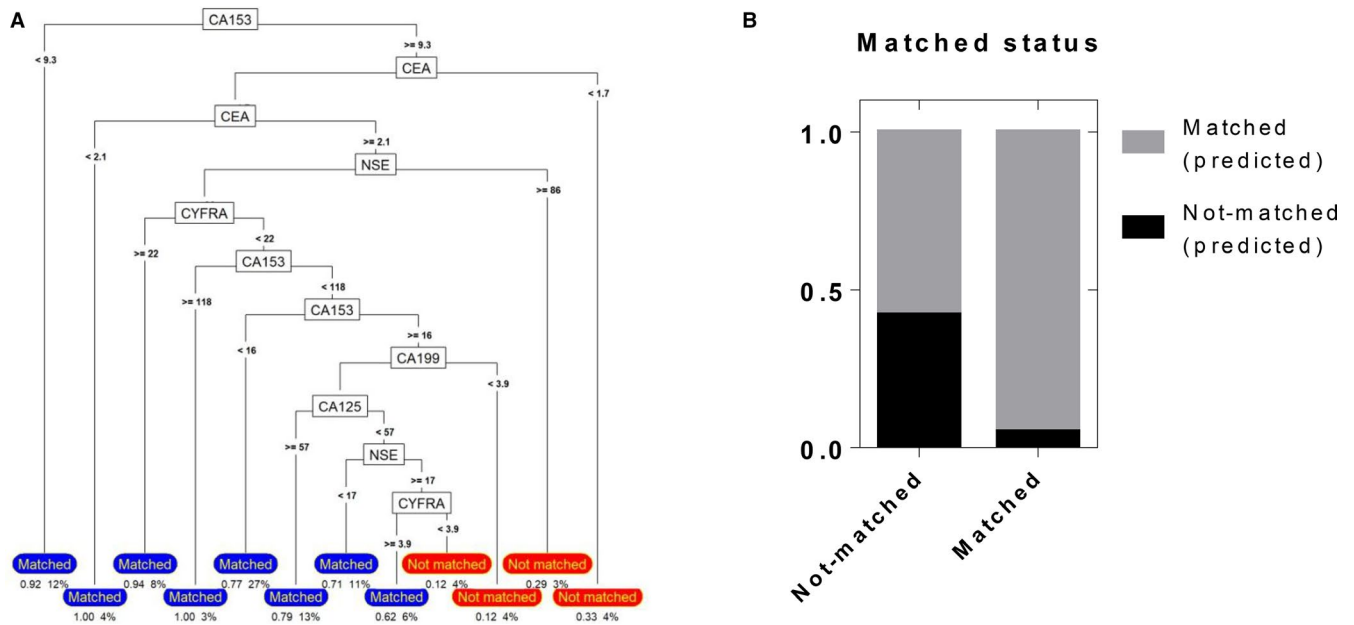 A
CA153
< 9.3
>= 9.3
CEA
< 1.7
CEA
< 2.1
>= 2.1
NSE
>= 86
CYFRA
>= 22
< 22
CA153
>= 118
< 118
CA153
< 16
>= 16
CA199
< 3.9
CA125
>= 57
< 57
NSE
< 17
>= 17
CYFRA
>= 3.9
< 3.9
Matched
0.92 12%
Matched
1.00 4%
Matched
0.94 8%
Matched
1.00 3%
Matched
0.77 27%
Matched
0.79 13%
Matched
0.71 11%
Matched
0.62 6%
Not matched
0.12 4%
Not matched
0.12 4%
Not matched
0.29 3%
Not matched
0.33 4%
B
Matched status
1.0
0.5
0.0
Not-matched
Matched
Matched
(predicted)
Not-matched
(predicted)